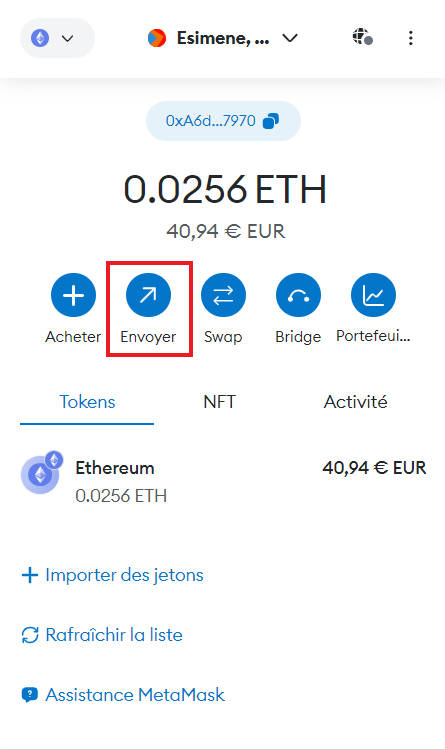 Esimene, ...
0xA6d...7970
0.0256 ETH
40,94 € EUR
Acheter Envoyer Swap Bridge Portefeui...
Tokens NFT Activité
Ethereum 40,94 € EUR
0.0256 ETH
Importer des jetons
Rafraîchir la liste
Assistance MetaMask